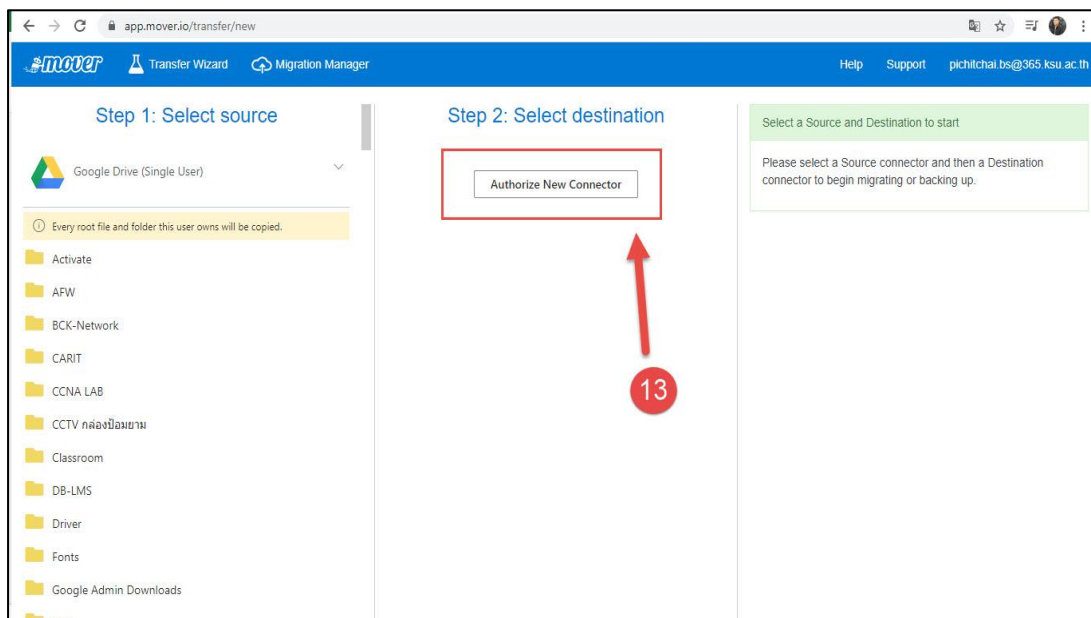 app.mover.io/transfer/new
mover Transfer Wizard Migration Manager Help Support pichitchai.bs@365.ksu.ac.th
Step 1: Select source
Google Drive (Single User)
Every root file and folder this user owns will be copied.
Activate
AFW
BCK-Network
CARIT
CCNA LAB
CCTV กล่องป้อมยาม
Classroom
DB-LMS
Driver
Fonts
Google Admin Downloads
Step 2: Select destination
Authorize New Connector
13
Select a Source and Destination to start
Please select a Source connector and then a Destination
connector to begin migrating or backing up.